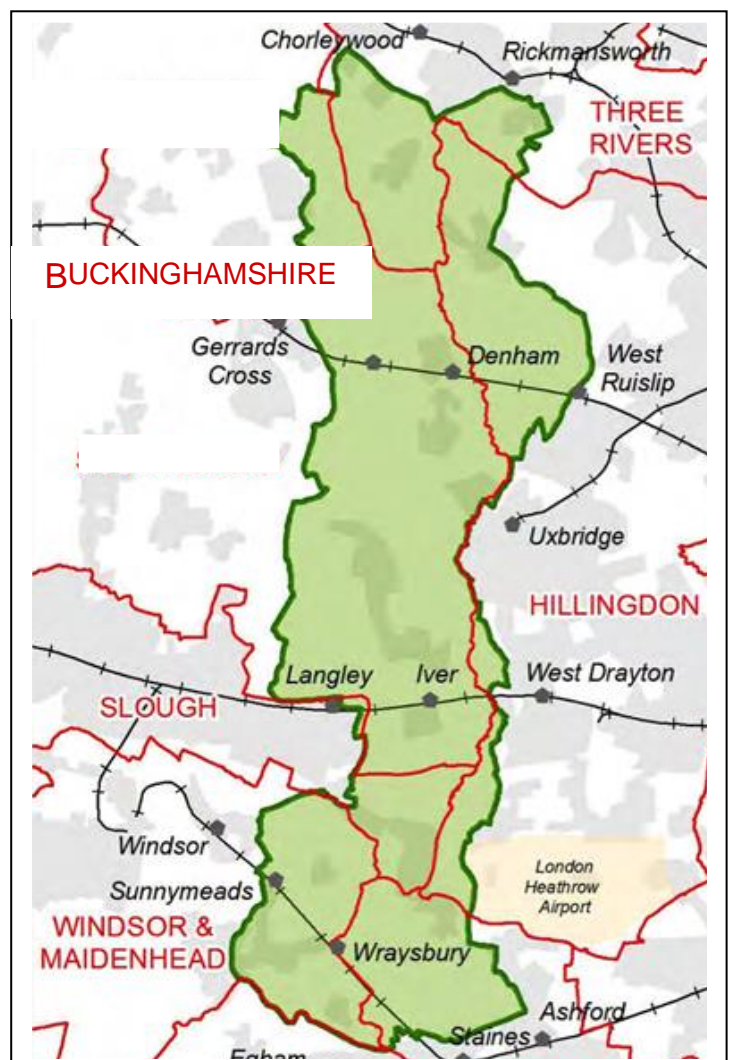 Chorleywood
Rickmansworth
THREE
RIVERS
BUCKINGHAMSHIRE
Gerrards
Cross
Denham
West
Ruislip
Uxbridge
HILLINGDON
Langley
Iver
West Drayton
SLOUGH
Windsor
Sunnymeads
London
Heathrow
Airport
WINDSOR &
MAIDENHEAD
Wraysbury
Ashford
Staines
Egham